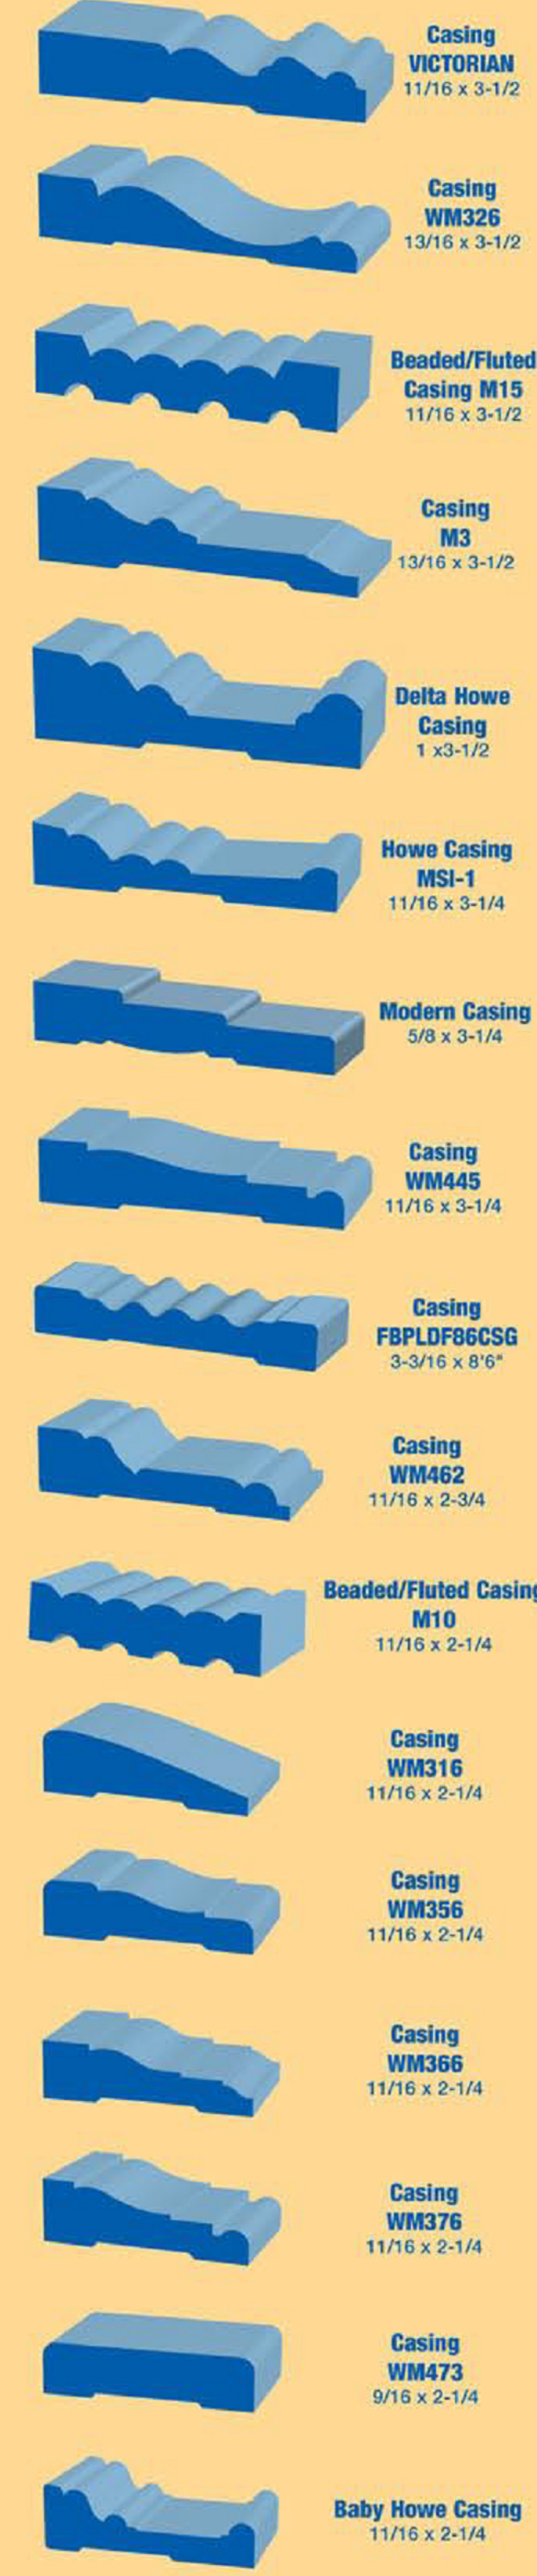 Casing
VICTORIAN
11/16 x 3-1/2
Casing
WM326
13/16 x 3-1/2
Beaded/Fluted
Casing M15
11/16 x 3-1/2
Casing
M3
13/16 x 3-1/2
Delta Howe
Casing
1 x3-1/2
Howe Casing
MSI-1
11/16 x 3-1/4
Modern Casing
5/8 x 3-1/4
Casing
WM445
11/16 x 3-1/4
Casing
FBPLDF86CSG
3-3/16 x 8'6"
Casing
WM462
11/16 x 2-3/4
Beaded/Fluted Casing
M10
11/16 x 2-1/4
Casing
WM316
11/16 x 2-1/4
Casing
WM356
11/16 x 2-1/4
Casing
WM366
11/16 x 2-1/4
Casing
WM376
11/16 x 2-1/4
Casing
WM473
9/16 x 2-1/4
Baby Howe Casing
11/16 x 2-1/4